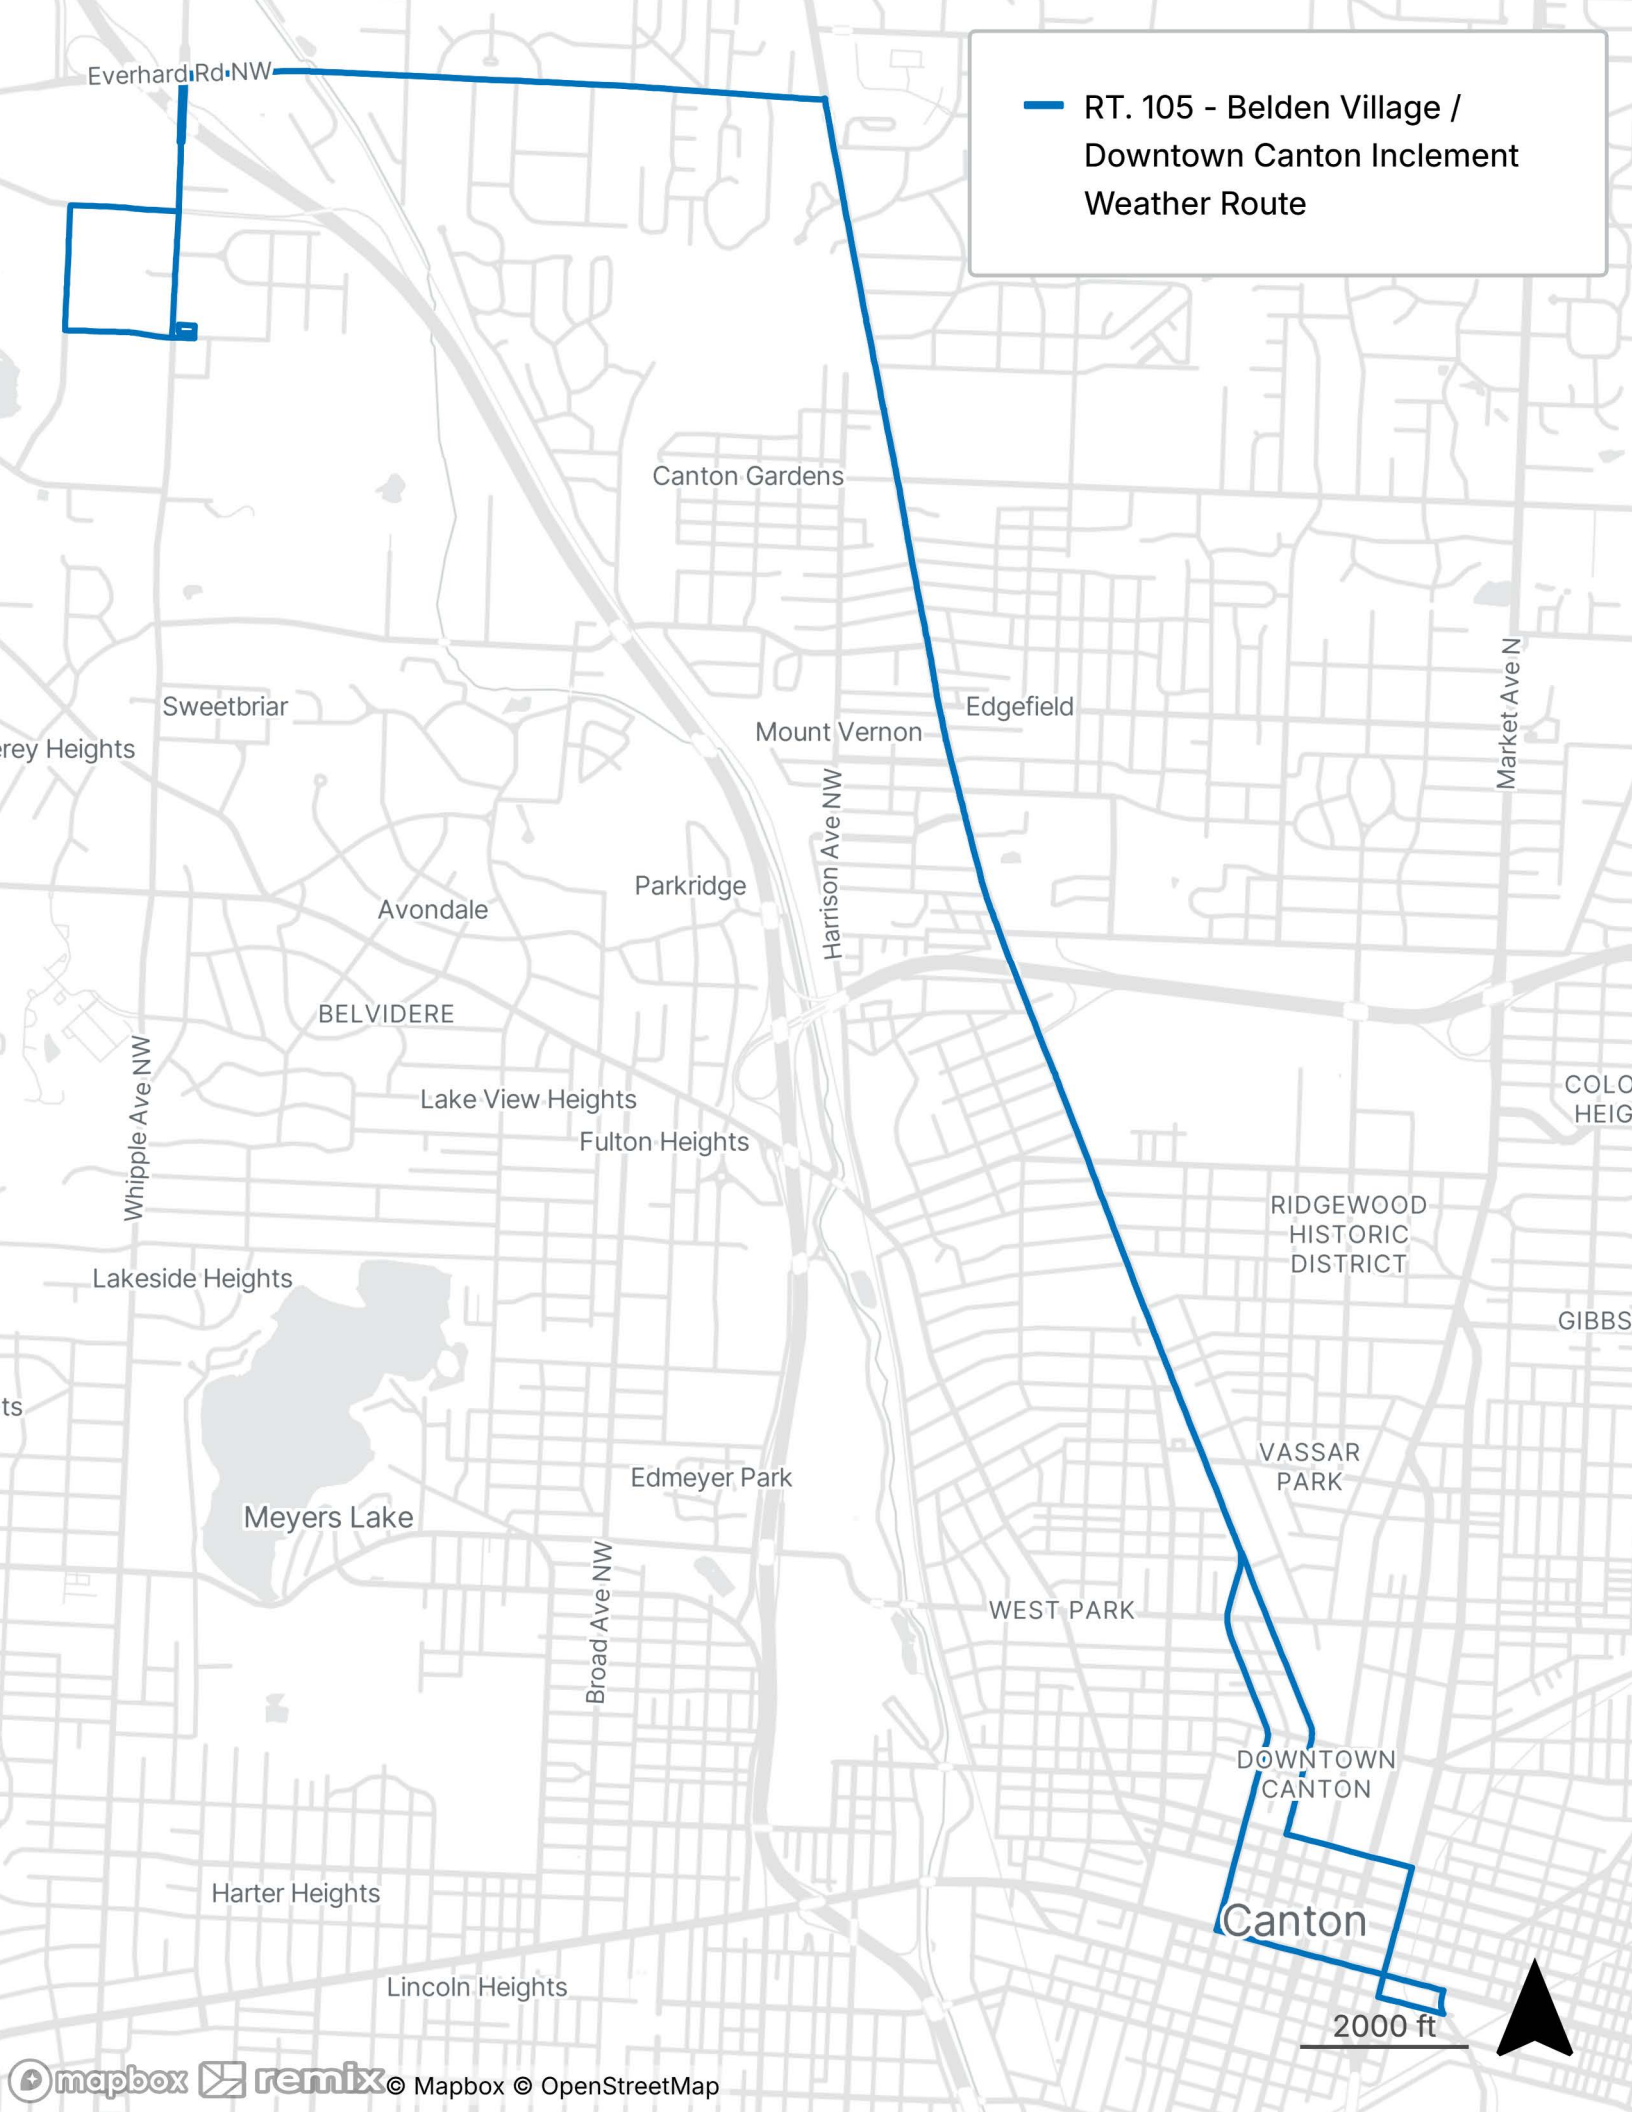 Everhard Rd NW
RT. 105 - Belden Village /
Downtown Canton Inclement
Weather Route
Canton Gardens
Market Ave N
Sweetbriar
Edgefield
Mount Vernon
erey Heights
Harrison Ave NW
Parkridge
Avondale
BELVIDERE
Whipple Ave NW
Lake View Heights
COLO
HEIG
Fulton Heights
RIDGEWOOD
HISTORIC
DISTRICT
Lakeside Heights
GIBBS
ts
VASSAR
PARK
Edmeyer Park
Meyers Lake
Broad Ave NW
WEST PARK
DOWNTOWN
CANTON
Harter Heights
Canton
Lincoln Heights
2000 ft
mapbox remix © Mapbox © OpenStreetMap